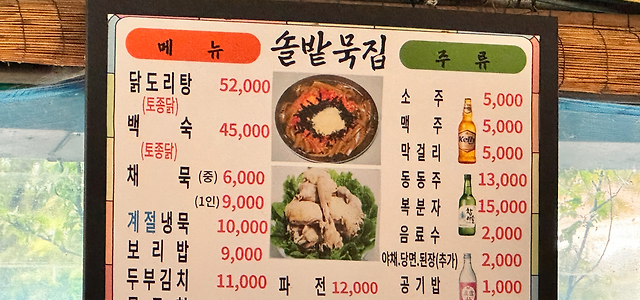 메뉴
솔밭묵집
주류
닭도리탕 52,000
(토종닭)
백숙 45,000
(토종닭)
채묵 (중) 6,000
(1인) 9,000
계절냉묵 10,000
보리밥 9,000
두부김치 11,000
파전 12,000
소주 5,000
맥주 5,000
막걸리 5,000
동동주 13,000
복분자 15,000
음료수 2,000
야채.당면.된장(추가) 2,000
공기밥 1,000